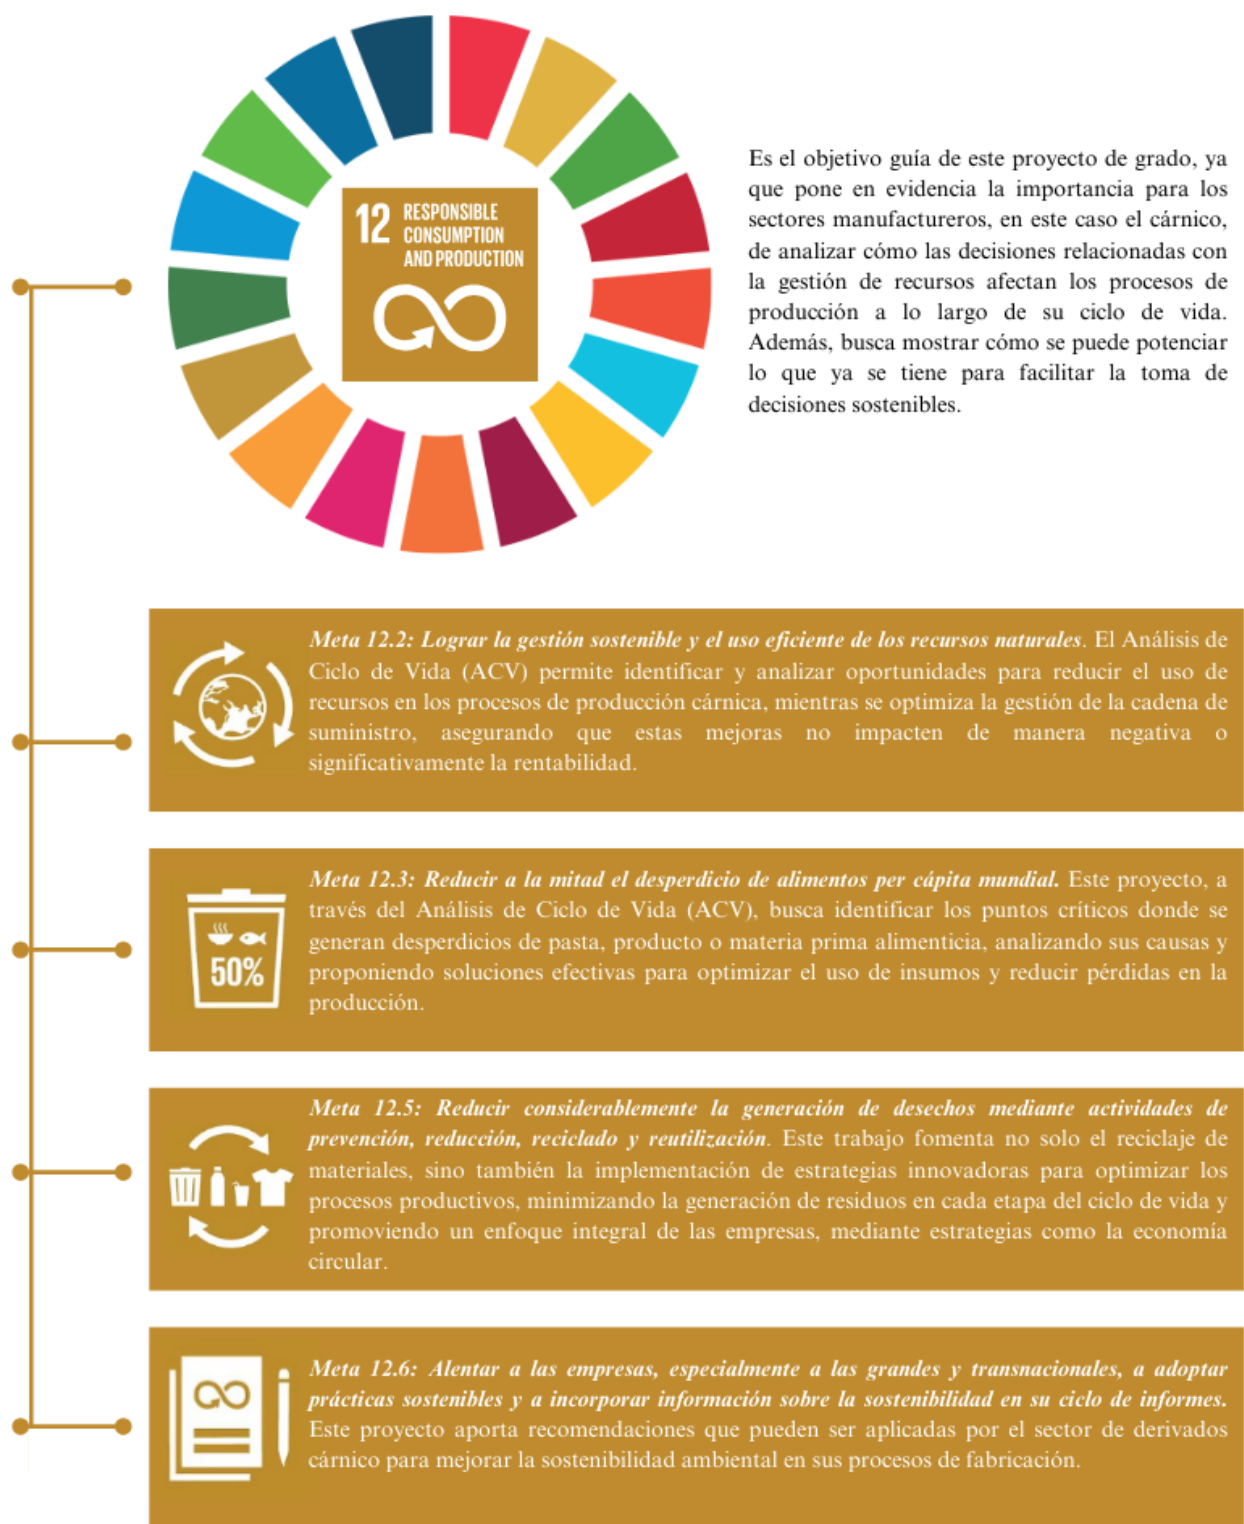 12 RESPONSIBLE
CONSUMPTION
AND PRODUCTION
Es el objetivo guía de este proyecto de grado, ya
que pone en evidencia la importancia para los
sectores manufactureros, en este caso el cárnico,
de analizar cómo las decisiones relacionadas con
la gestión de recursos afectan los procesos de
producción a lo largo de su ciclo de vida.
Además, busca mostrar cómo se puede potenciar
lo que ya se tiene para facilitar la toma de
decisiones sostenibles.
Meta 12.2: Lograr la gestión sostenible y el uso eficiente de los recursos naturales. El Análisis de
Ciclo de Vida (ACV) permite identificar y analizar oportunidades para reducir el uso de
recursos en los procesos de producción cárnica, mientras se optimiza la gestión de la cadena de
suministro, asegurando que estas mejoras no impacten de manera negativa o
significativamente la rentabilidad.
50%
Meta 12.3: Reducir a la mitad el desperdicio de alimentos per cápita mundial. Este proyecto, a
través del Análisis de Ciclo de Vida (ACV), busca identificar los puntos críticos donde se
generan desperdicios de pasta, producto o materia prima alimenticia, analizando sus causas y
proponiendo soluciones efectivas para optimizar el uso de insumos y reducir pérdidas en la
producción.
Meta 12.5: Reducir considerablemente la generación de desechos mediante actividades de
prevención, reducción, reciclado y reutilización. Este trabajo fomenta no solo el reciclaje de
materiales, sino también la implementación de estrategias innovadoras para optimizar los
procesos productivos, minimizando la generación de residuos en cada etapa del ciclo de vida y
promoviendo un enfoque integral de las empresas, mediante estrategias como la economía
circular.
Meta 12.6: Alentar a las empresas, especialmente a las grandes y transnacionales, a adoptar
prácticas sostenibles y a incorporar información sobre la sostenibilidad en su ciclo de informes.
Este proyecto aporta recomendaciones que pueden ser aplicadas por el sector de derivados
cárnico para mejorar la sostenibilidad ambiental en sus procesos de fabricación.